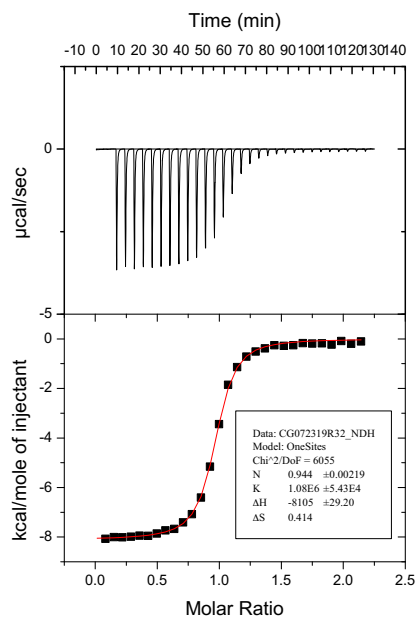 Time (min)
-10 0 10 20 30 40 50 60 70 80 90 100 110 120 130 140
0
-5
µcal/sec
0
-2
-4
-6
-8
kcal/mole of injectant
Data: CG072319R32_NDH
Model: OneSites
Chi^2/DoF = 6055
N 0.944 ±0.00219
K 1.08E6 ±5.43E4
ΔH -8105 ±29.20
ΔS 0.414
0.0 0.5 1.0 1.5 2.0 2.5
Molar Ratio